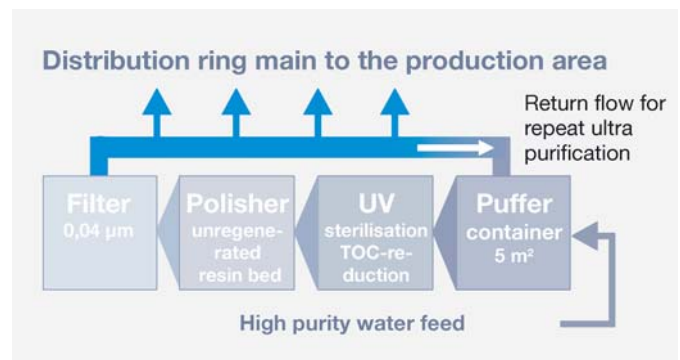 Distribution ring main to the production area
Return flow for
repeat ultra
purification
Filter
0,04 µm
Polisher
unregene-
rated
resin bed
UV
sterilisation
TOC-re-
duction
Puffer
container
5 m²
High purity water feed